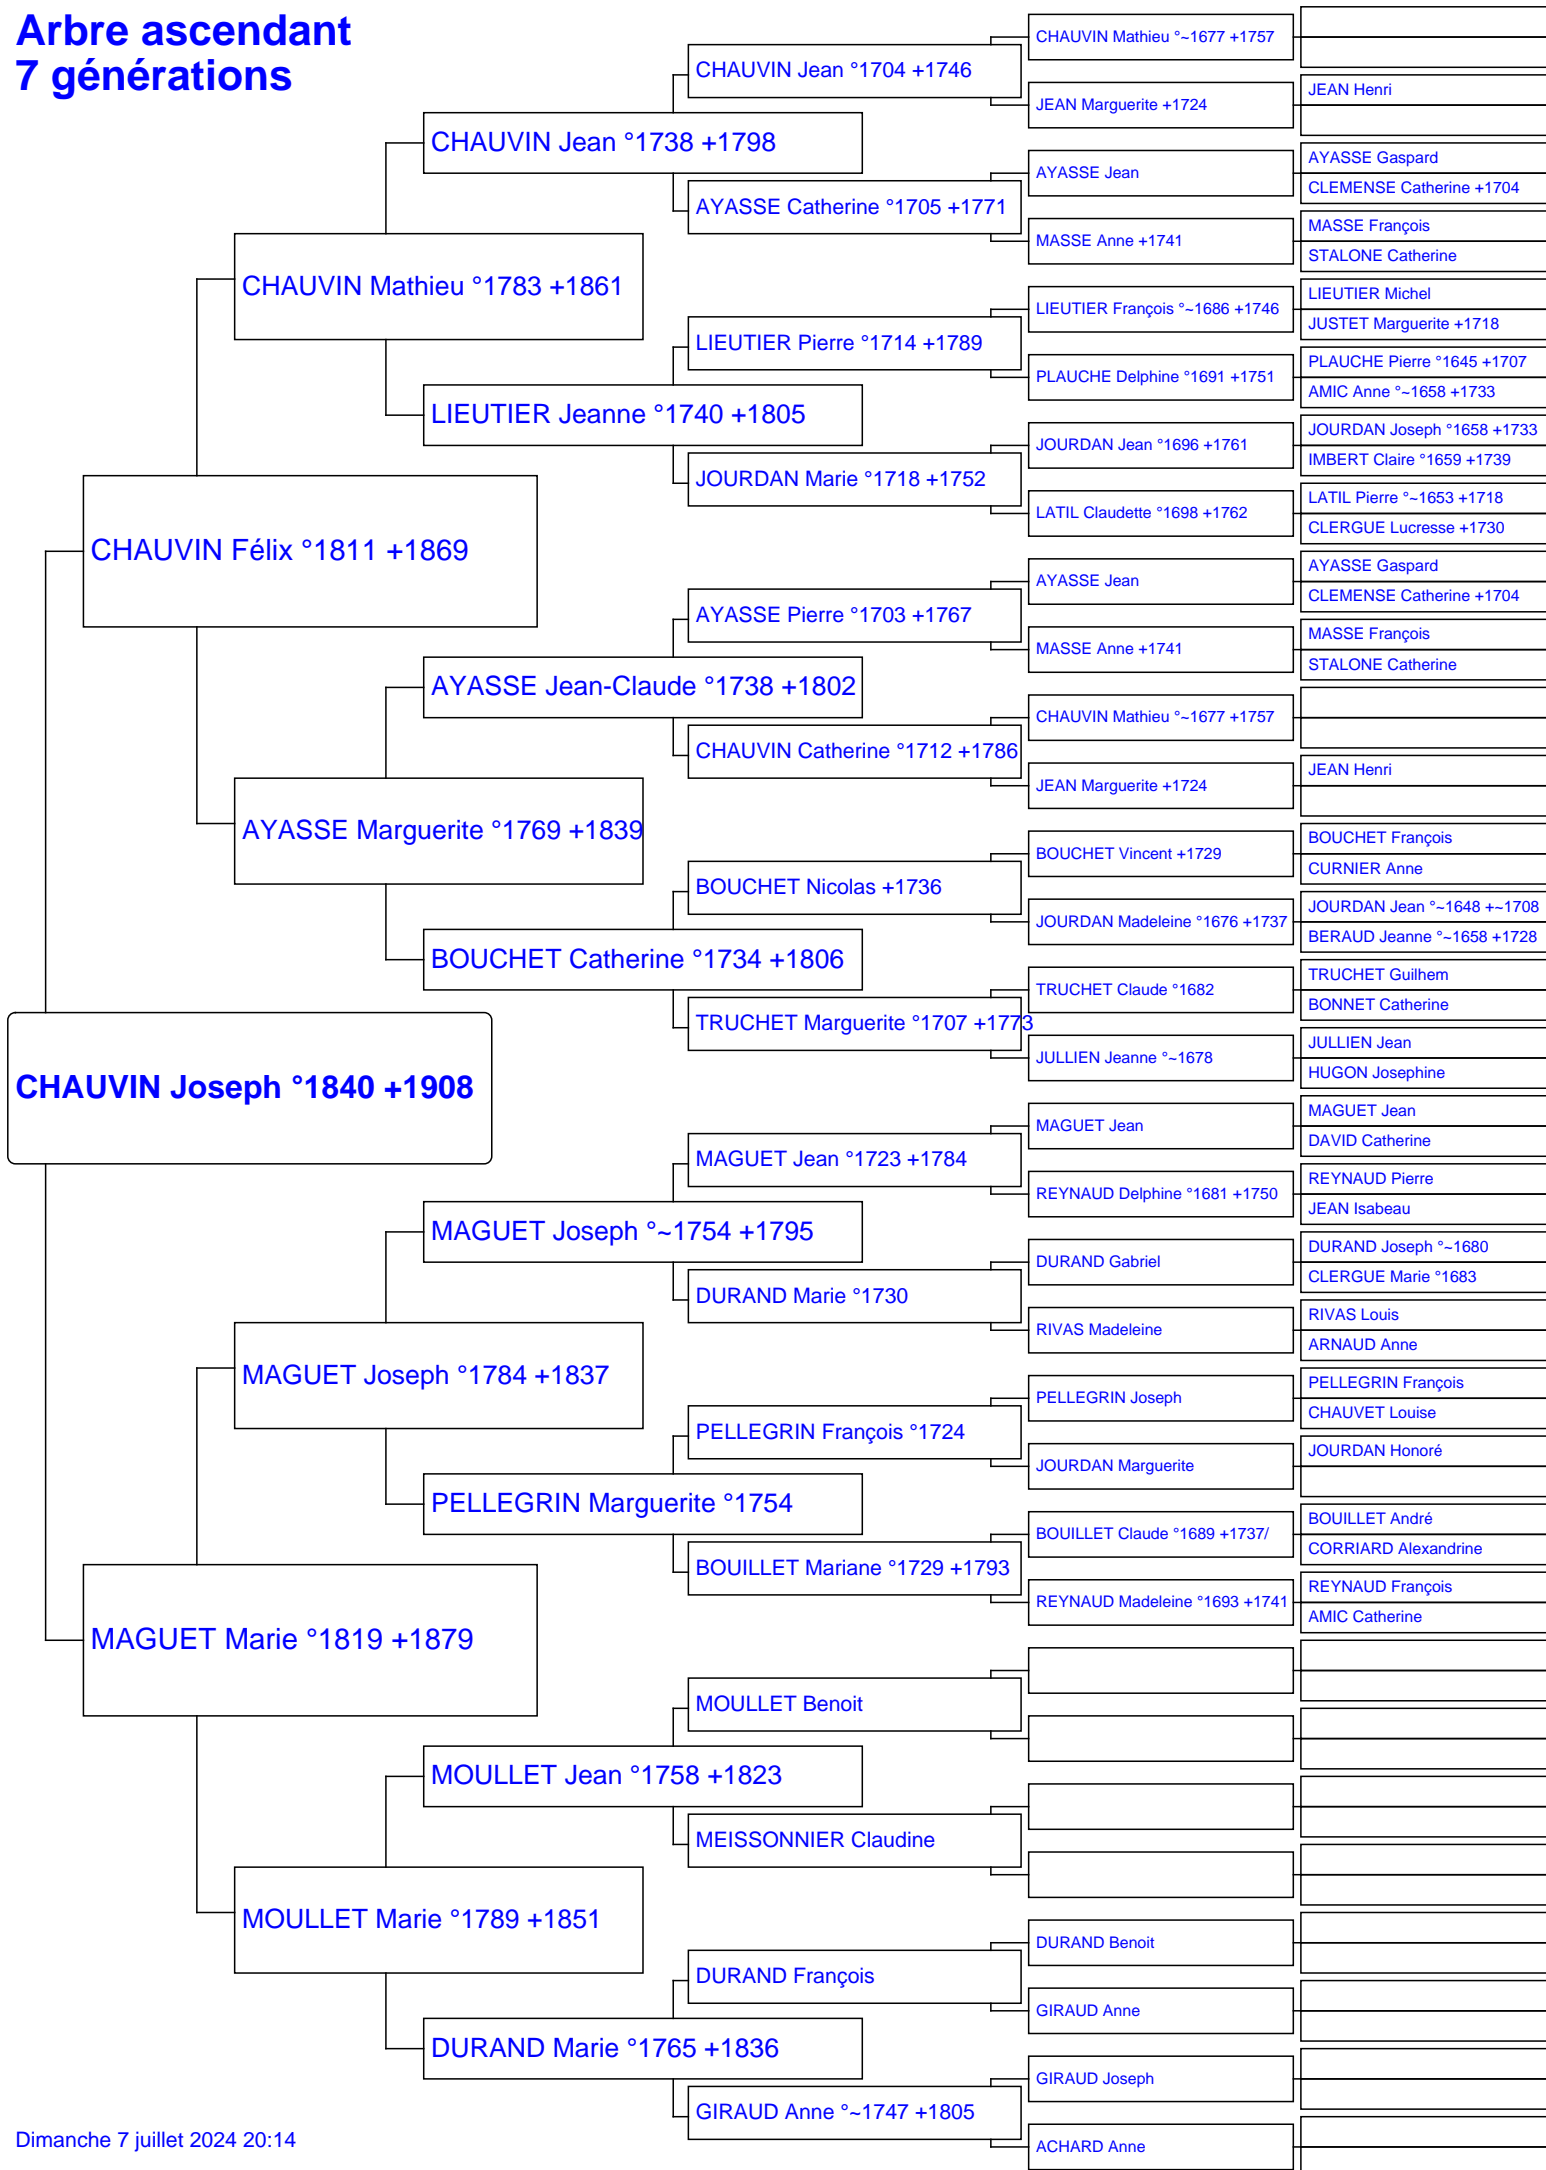 Arbre ascendant
7 générations
CHAUVIN Joseph °1840 +1908
CHAUVIN Félix °1811 +1869
MAGUET Marie °1819 +1879
CHAUVIN Mathieu °1783 +1861
AYASSE Marguerite °1769 +1839
MAGUET Joseph °1784 +1837
MOULLET Marie °1789 +1851
CHAUVIN Jean °1738 +1798
LIEUTIER Jeanne °1740 +1805
AYASSE Jean-Claude °1738 +1802
BOUCHET Catherine °1734 +1806
MAGUET Joseph °~1754 +1795
PELLEGRIN Marguerite °1754
MOULLET Jean °1758 +1823
DURAND Marie °1765 +1836
CHAUVIN Jean °1704 +1746
AYASSE Catherine °1705 +1771
LIEUTIER Pierre °1714 +1789
JOURDAN Marie °1718 +1752
AYASSE Pierre °1703 +1767
CHAUVIN Catherine °1712 +1786
BOUCHET Nicolas +1736
TRUCHET Marguerite °1707 +1773
MAGUET Jean °1723 +1784
DURAND Marie °1730
PELLEGRIN François °1724
BOUILLET Mariane °1729 +1793
MOULLET Benoit
MEISSONNIER Claudine
DURAND François
GIRAUD Anne °~1747 +1805
CHAUVIN Mathieu °~1677 +1757
JEAN Marguerite +1724
AYASSE Jean
MASSE Anne +1741
LIEUTIER François °~1686 +1746
PLAUCHE Delphine °1691 +1751
JOURDAN Jean °1696 +1761
LATIL Claudette °1698 +1762
AYASSE Jean
MASSE Anne +1741
CHAUVIN Mathieu °~1677 +1757
JEAN Marguerite +1724
BOUCHET Vincent +1729
JOURDAN Madeleine °1676 +1737
TRUCHET Claude °1682
JULLIEN Jeanne °~1678
MAGUET Jean
REYNAUD Delphine °1681 +1750
DURAND Gabriel
RIVAS Madeleine
PELLEGRIN Joseph
JOURDAN Marguerite
BOUILLET Claude °1689 +1737/
REYNAUD Madeleine °1693 +1741
DURAND Benoit
GIRAUD Anne
GIRAUD Joseph
ACHARD Anne
JEAN Henri
AYASSE Gaspard
CLEMENSE Catherine +1704
MASSE François
STALONE Catherine
LIEUTIER Michel
JUSTET Marguerite +1718
PLAUCHE Pierre °1645 +1707
AMIC Anne °~1658 +1733
JOURDAN Joseph °1658 +1733
IMBERT Claire °1659 +1739
LATIL Pierre °~1653 +1718
CLERGUE Lucresse +1730
AYASSE Gaspard
CLEMENSE Catherine +1704
MASSE François
STALONE Catherine
JEAN Henri
BOUCHET François
CURNIER Anne
JOURDAN Jean °~1648 +~1708
BERAUD Jeanne °~1658 +1728
TRUCHET Guilhem
BONNET Catherine
JULLIEN Jean
HUGON Josephine
MAGUET Jean
DAVID Catherine
REYNAUD Pierre
JEAN Isabeau
DURAND Joseph °~1680
CLERGUE Marie °1683
RIVAS Louis
ARNAUD Anne
PELLEGRIN François
CHAUVET Louise
JOURDAN Honoré
BOUILLET André
CORRIARD Alexandrine
REYNAUD François
AMIC Catherine
Dimanche 7 juillet 2024 20:14